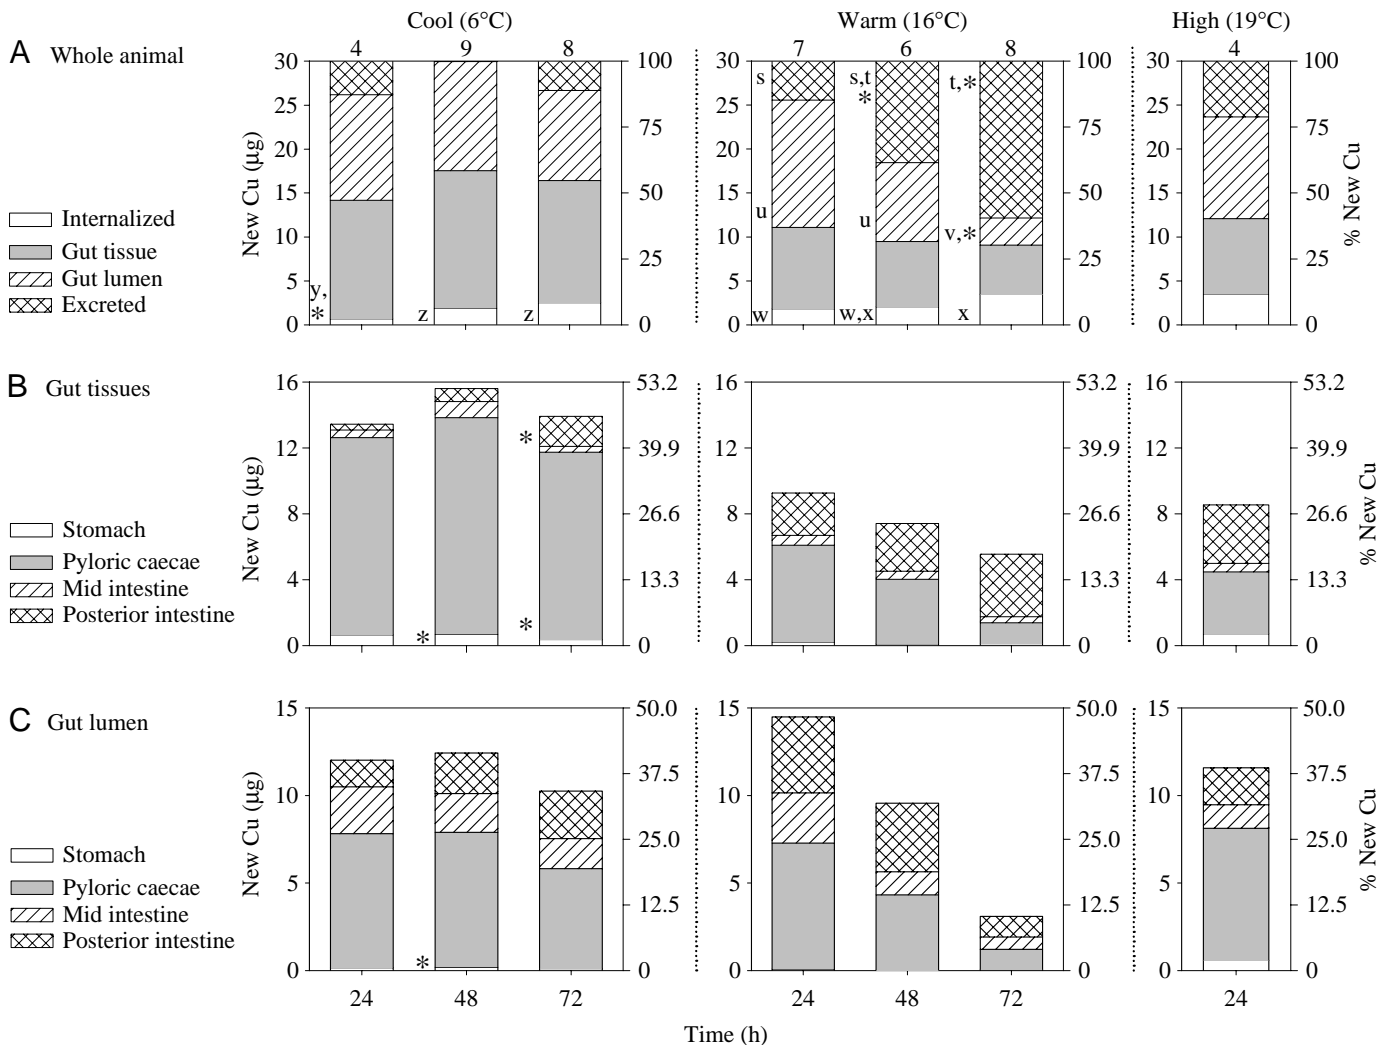 Cool (6°C) Warm (16°C) High (19°C)
A Whole animal
4 9 8 7 6 8 4
30 100 30 100 30 100
25 25 25
75 75 75
20 20 20
New Cu (µg)
15 50 15 50 15 50
% New Cu
10 10 10
25 25 25
5 5 5
0 0 0 0 0 0
Internalized
Gut tissue
Gut lumen
Excreted
y,
*
z
z
s
u
w
s,t
*
u
w,x
t,*
v,*
x
B Gut tissues
16 53.2 16 53.2 16 53.2
12 39.9 12 39.9 12 39.9
New Cu (µg)
8 26.6 8 26.6 8 26.6
% New Cu
4 13.3 4 13.3 4 13.3
0 0 0 0 0 0
*
*
*
Stomach
Pyloric caecae
Mid intestine
Posterior intestine
C Gut lumen
15 50.0 15 50.0 15 50.0
37.5 37.5 37.5
10 10 10
New Cu (µg)
25.0 25.0 25.0
% New Cu
5 5 5
12.5 12.5 12.5
0 0 0 0 0 0
*
Stomach
Pyloric caecae
Mid intestine
Posterior intestine
24 48 72 24 48 72 24
Time (h)